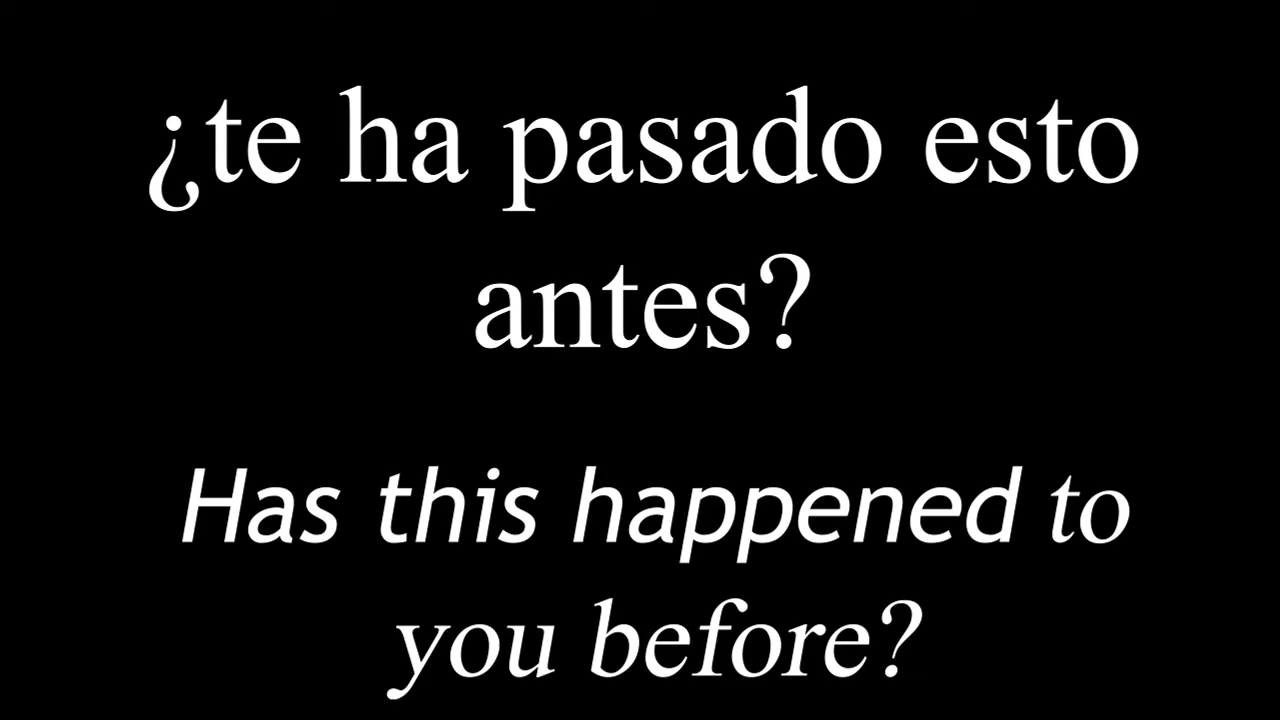 ¿te ha pasado esto
antes?
Has this happened to
you before?